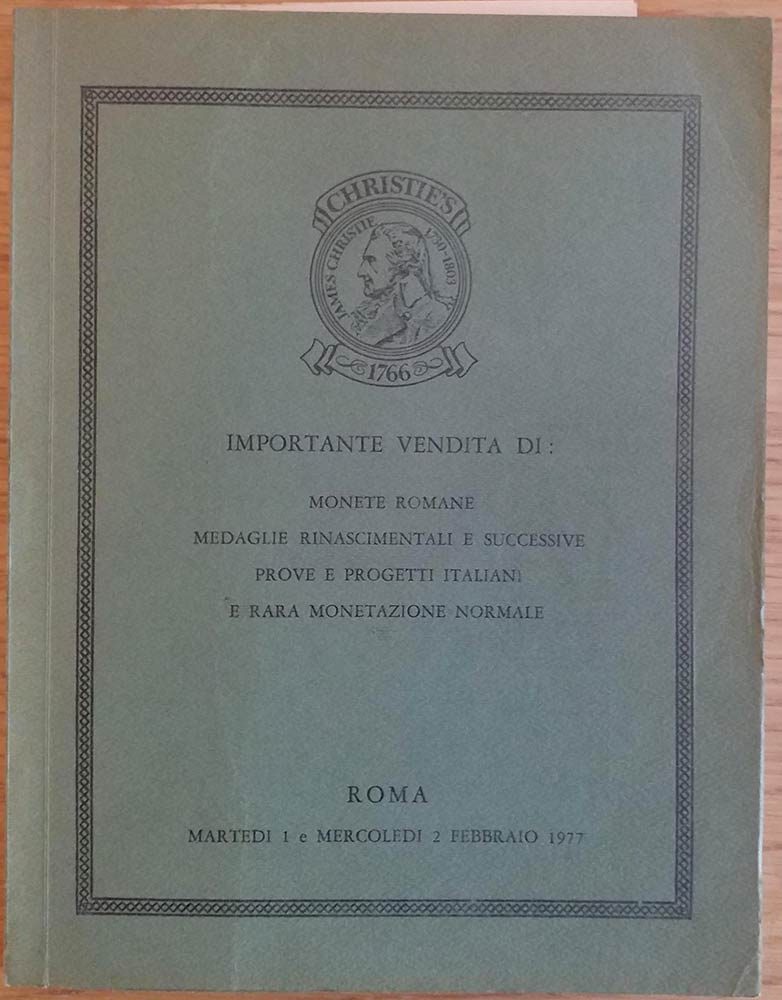 CHRISTIE'S
JAMES CHRISTIE 1730-1803
1766
IMPORTANTE VENDITA DI:
MONETE ROMANE
MEDAGLIE RINASCIMENTALI E SUCCESSIVE
PROVE E PROGETTI ITALIANI
E RARA MONETAZIONE NORMALE
ROMA
MARTEDI 1 e MERCOLEDI 2 FEBBRAIO 1977